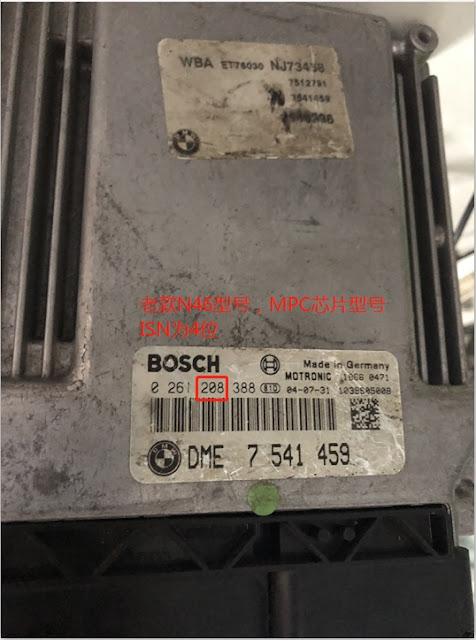 WBA ET76030 NJ73458
7512791
7541459
老款N46型号，MPC芯片型号
ISN为4位
BOSCH
Made in Germany
0 261 208 388
MOTRONIC
04-07-31
DME 7 541 459